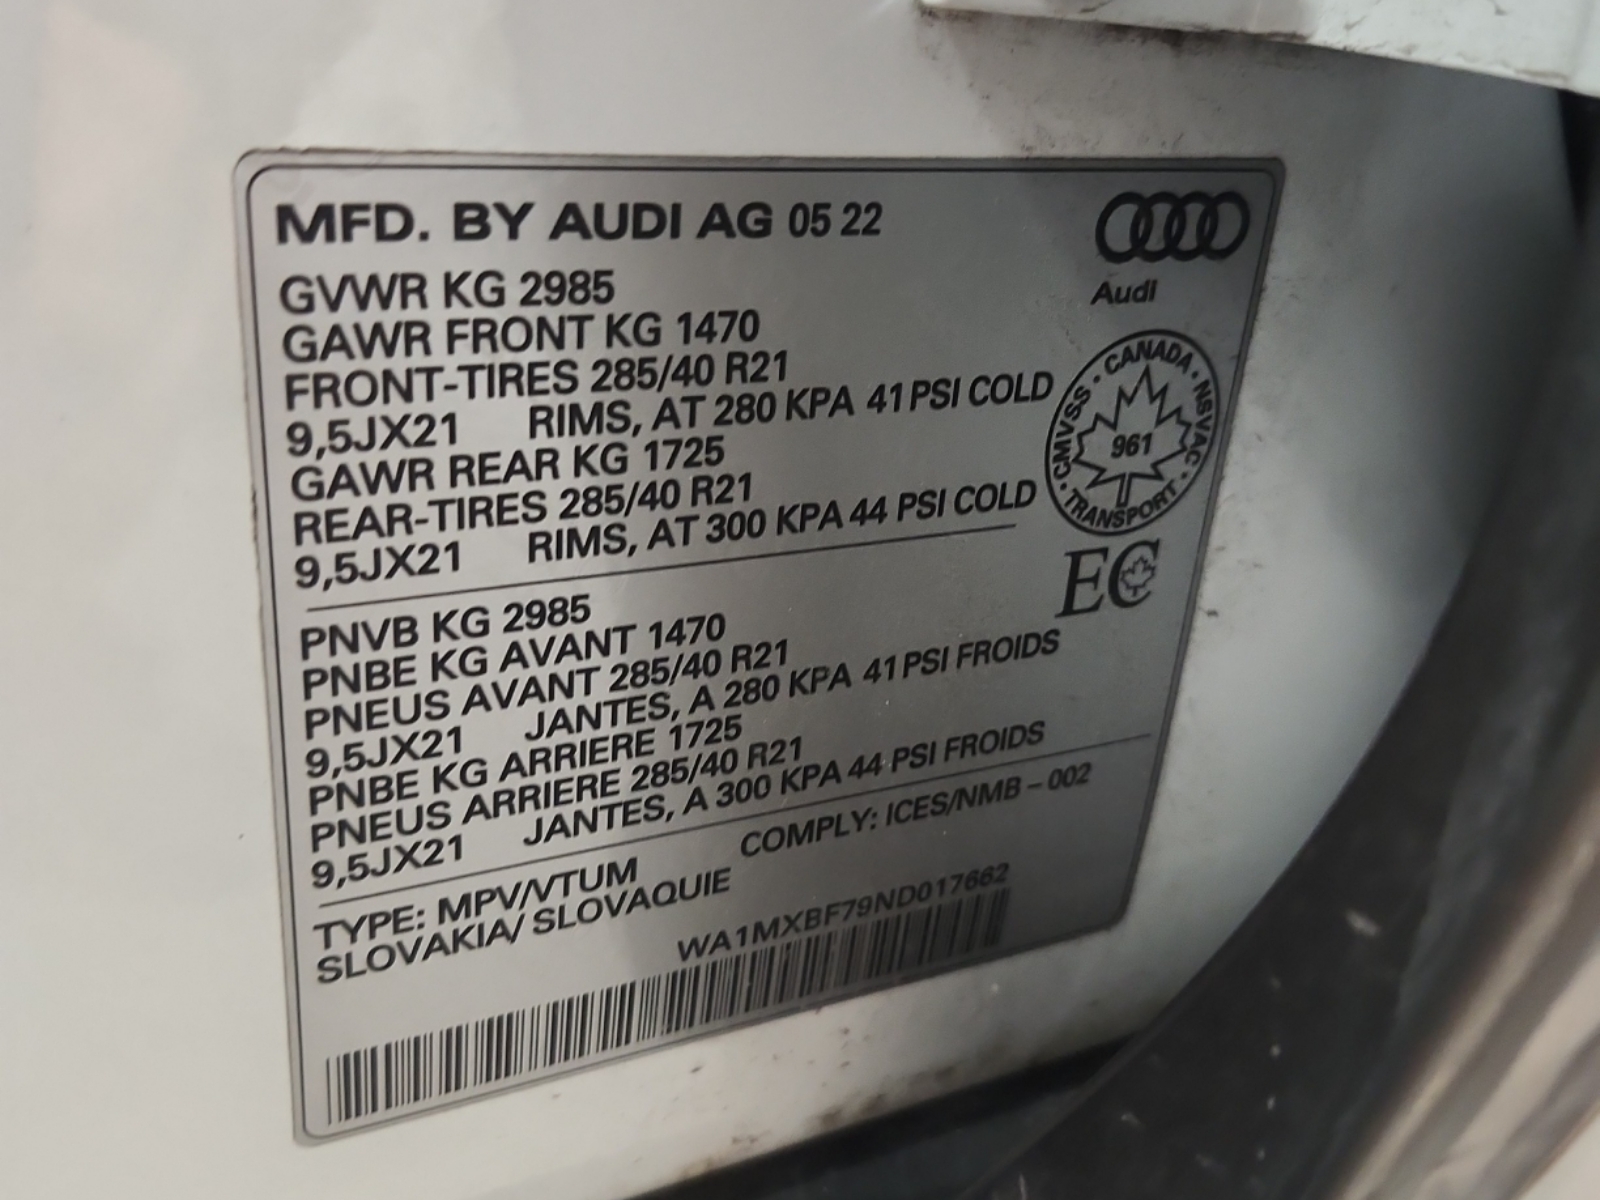 MFD. BY AUDI AG 05 22
Audi
GVWR KG 2985
GAWR FRONT KG 1470
FRONT-TIRES 285/40 R21
9,5JX21 RIMS, AT 280 KPA 41 PSI COLD
GAWR REAR KG 1725
REAR-TIRES 285/40 R21
9,5JX21 RIMS, AT 300 KPA 44 PSI COLD
CMVSS · CANADA · NSVAC · TRANSPORT ·
961
EC
PNVB KG 2985
PNBE KG AVANT 1470
PNEUS AVANT 285/40 R21
9,5JX21 JANTES, A 280 KPA 41 PSI FROIDS
PNBE KG ARRIERE 1725
PNEUS ARRIERE 285/40 R21
9,5JX21 JANTES, A 300 KPA 44 PSI FROIDS
TYPE: MPV/VTUM COMPLY: ICES/NMB – 002
SLOVAKIA/ SLOVAQUIE
WA1MXBF79ND017662